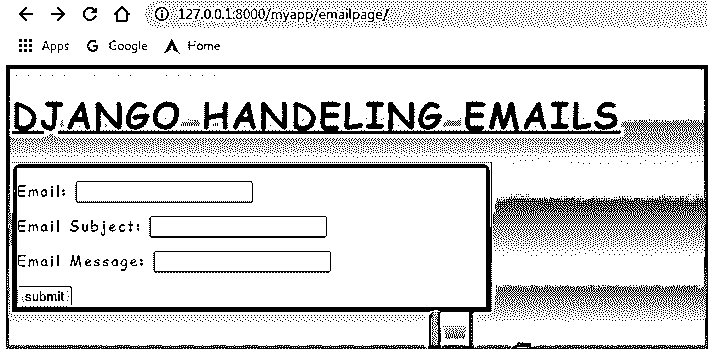 127.0.0.1:8000/myapp/emailpage/
Apps G Google Home
DJANGO HANDELING EMAILS
Email:
Email Subject:
Email Message:
submit